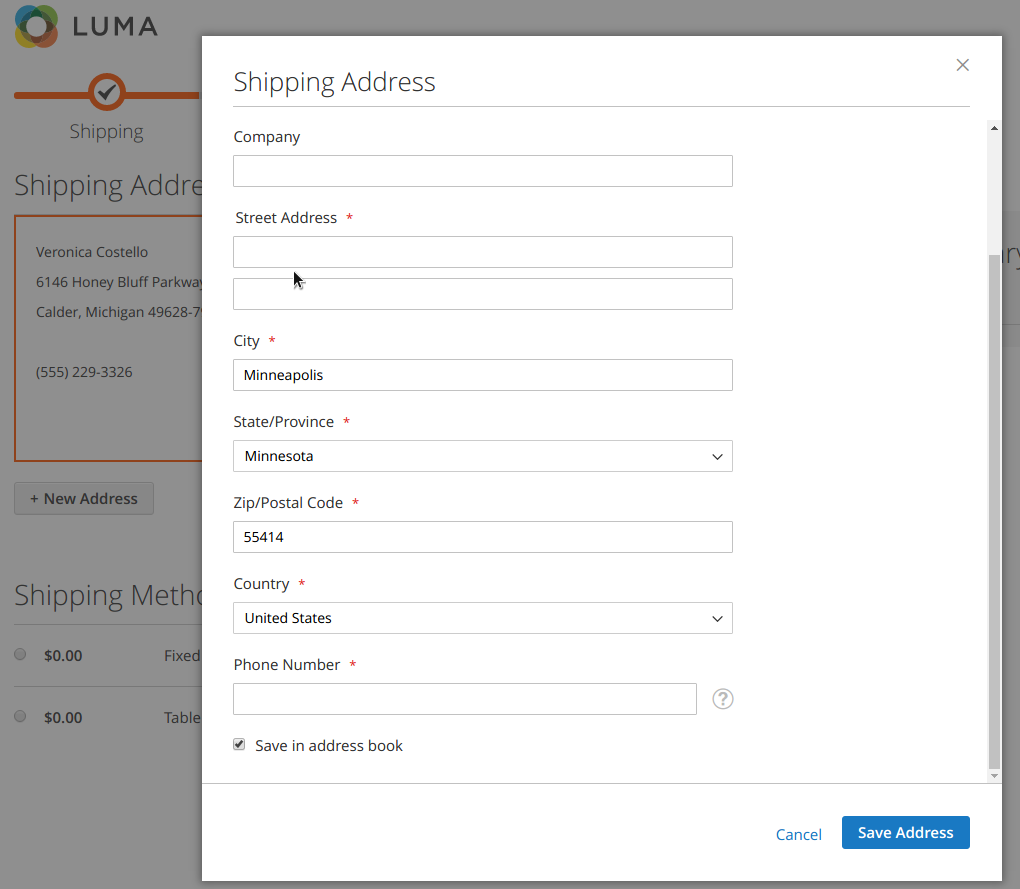 LUMA
Shipping
Shipping Addre
Veronica Costello
6146 Honey Bluff Parkway
Calder, Michigan 49628-79
(555) 229-3326
+ New Address
Shipping Metho
$0.00 Fixed
$0.00 Table
Shipping Address
Company
Street Address *
City *
Minneapolis
State/Province *
Minnesota
Zip/Postal Code *
55414
Country *
United States
Phone Number *
?
Save in address book
Cancel
Save Address
ry